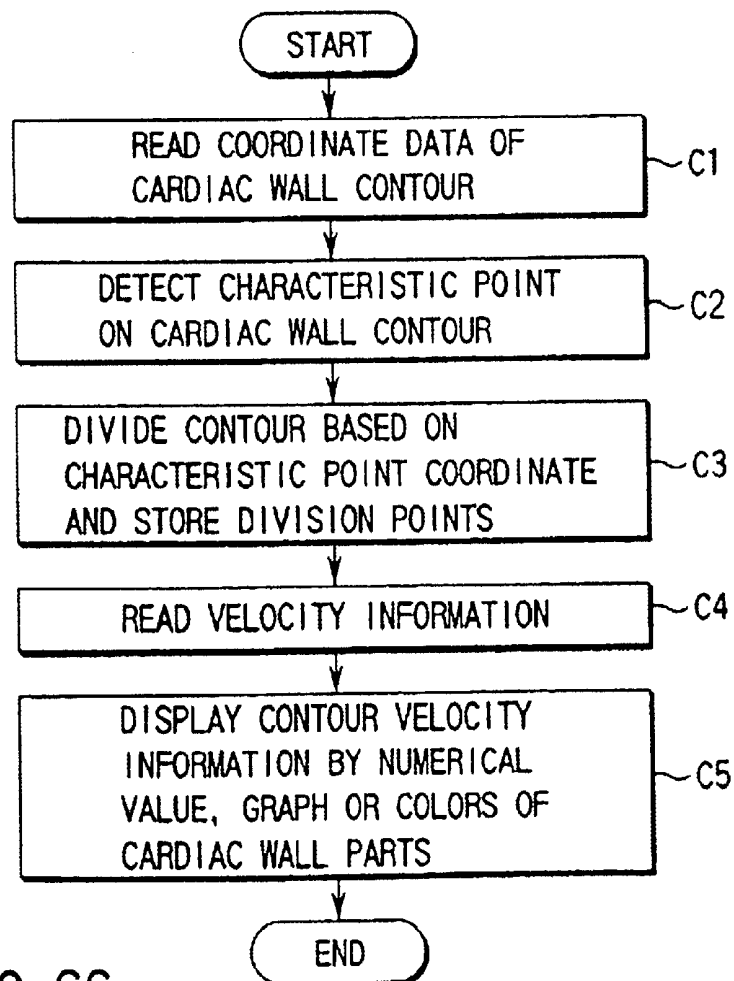 START
READ COORDINATE DATA OF
CARDIAC WALL CONTOUR
C1
DETECT CHARACTERISTIC POINT
ON CARDIAC WALL CONTOUR
C2
DIVIDE CONTOUR BASED ON
CHARACTERISTIC POINT COORDINATE
AND STORE DIVISION POINTS
C3
READ VELOCITY INFORMATION
C4
DISPLAY CONTOUR VELOCITY
INFORMATION BY NUMERICAL
VALUE, GRAPH OR COLORS OF
CARDIAC WALL PARTS
C5
END